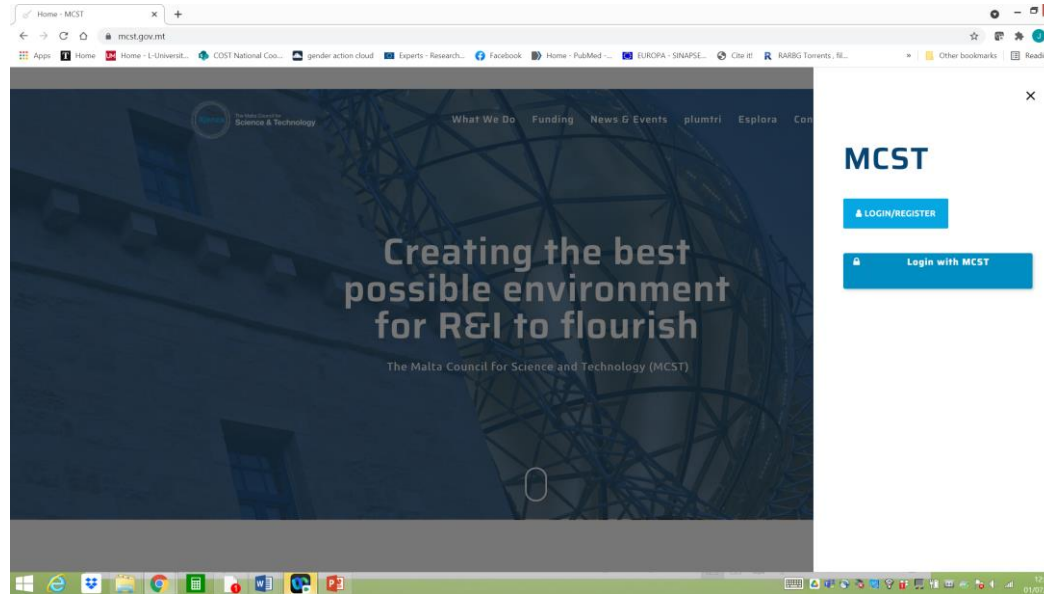 Home - MCST
mcst.gov.mt
Apps
Home
Home - L-Universit...
COST National Coo...
gender action cloud
Experts - Research...
Facebook
Home - PubMed -...
EUROPA - SINAPSE...
Cite it!
RARBG Torrents , fil...
»
Other bookmarks
Readi
The Malta Council for
Science & Technology
What We Do
Funding
News & Events
plumtri
Esplora
Con
MCST
LOGIN/REGISTER
Login with MCST
Creating the best
possible environment
for R&I to flourish
The Malta Council for Science and Technology (MCST)